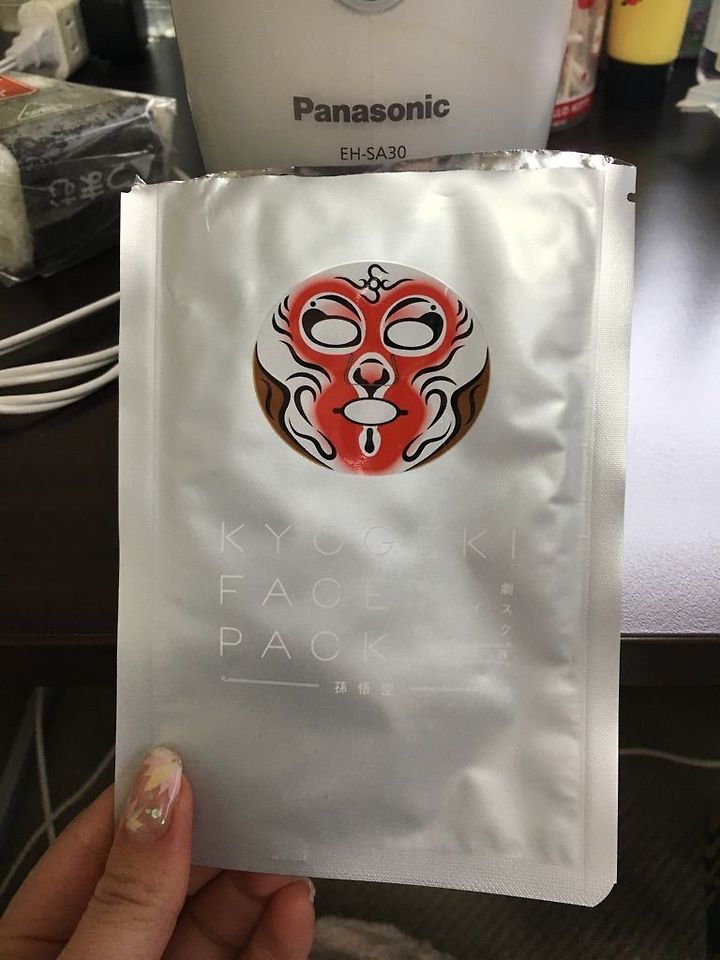 Panasonic
EH-SA30
KYOGEKI
FACE
PACK
孫悟空